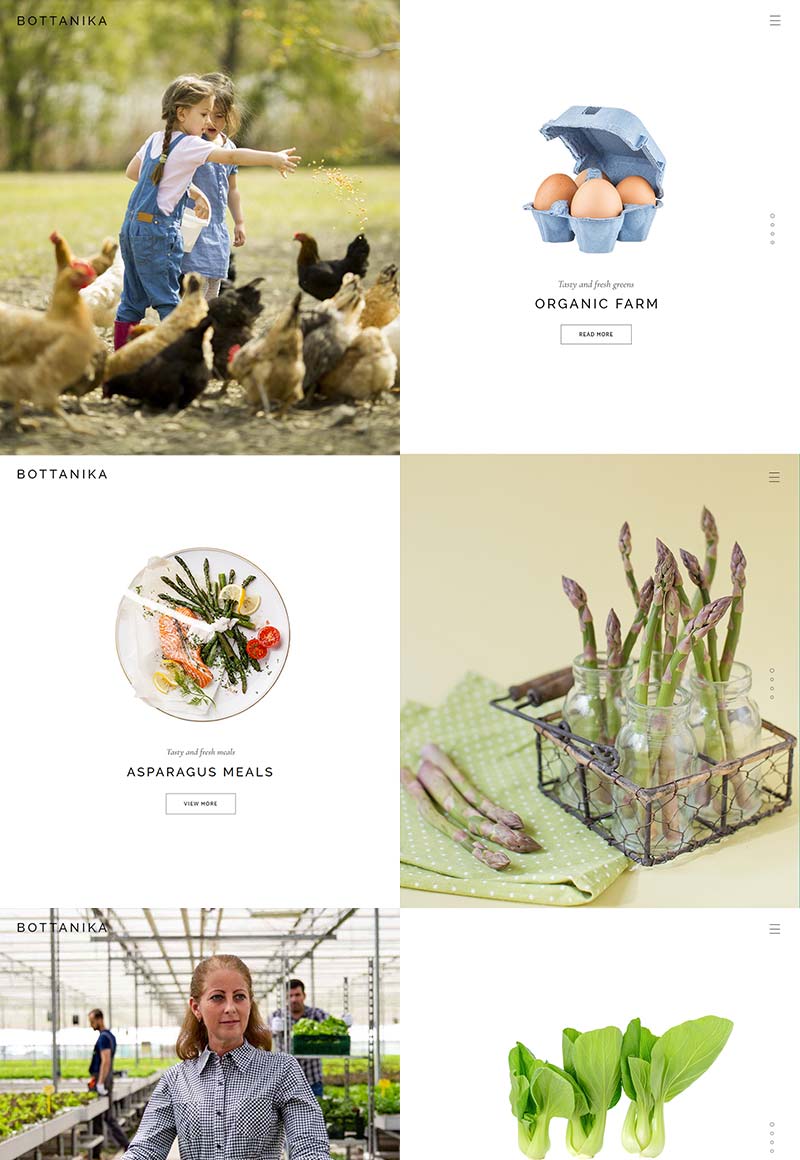 BOTTANIKA
Tasty and fresh greens
ORGANIC FARM
READ MORE
BOTTANIKA
Tasty and fresh meals
ASPARAGUS MEALS
VIEW MORE
BOTTANIKA